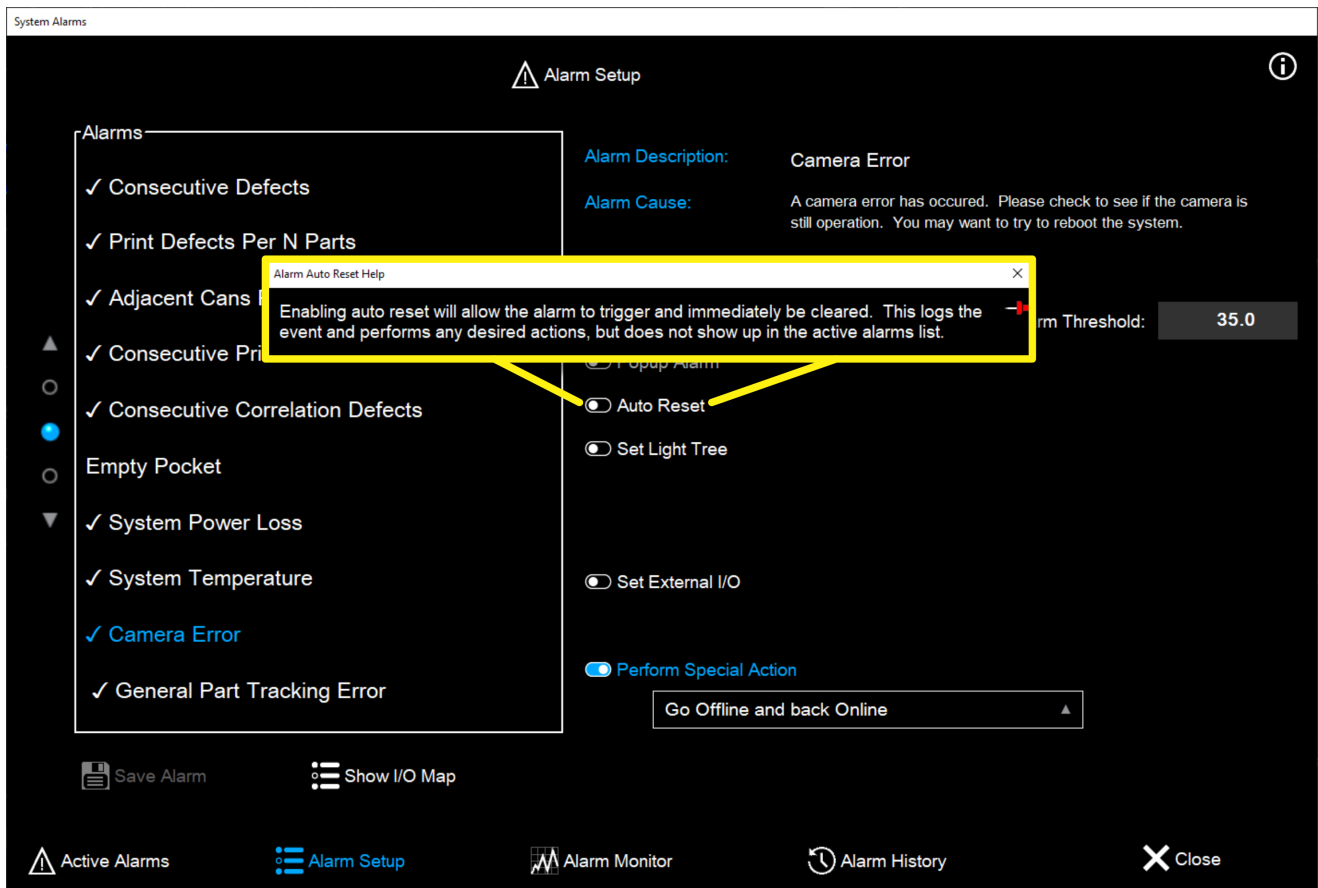 System Alarms
Alarm Setup
Alarms
✓ Consecutive Defects
✓ Print Defects Per N Parts
✓ Adjacent Cans
✓ Consecutive Pri
✓ Consecutive Correlation Defects
Empty Pocket
✓ System Power Loss
✓ System Temperature
✓ Camera Error
✓ General Part Tracking Error
Alarm Description: Camera Error
Alarm Cause: A camera error has occured. Please check to see if the camera is
still operation. You may want to try to reboot the system.
Alarm Auto Reset Help
Enabling auto reset will allow the alarm to trigger and immediately be cleared. This logs the
event and performs any desired actions, but does not show up in the active alarms list.
rm Threshold: 35.0
Popup Alarm
Auto Reset
Set Light Tree
Set External I/O
Perform Special Action
Go Offline and back Online
Save Alarm
Show I/O Map
Active Alarms
Alarm Setup
Alarm Monitor
Alarm History
Close